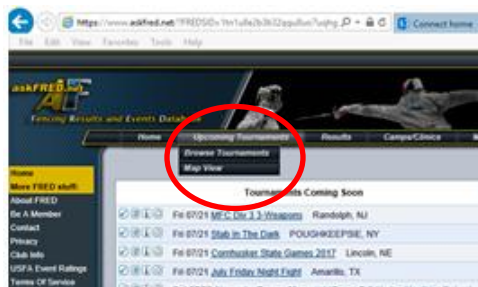 https://www.askfred.net/
Connect home
File Edit View Favorites Tools Help
askFRED.net
Fencing Results and Events Database
Home Upcoming Tournaments Results Camps/Clinics
Browse Tournaments
Map View
Home
More FRED stuff:
About FRED
Be A Member
Contact
Privacy
Club Info
USFA Event Ratings
Terms Of Service
Tournaments Coming Soon
Fri 07/21 MFC Div 3 3-Weapons Randolph, NJ
Fri 07/21 Stab in The Dark POUGHKEEPSIE, NY
Fri 07/21 Cornhusker State Games 2017 Lincoln, NE
Fri 07/21 July Friday Night Fight Amarillo, TX